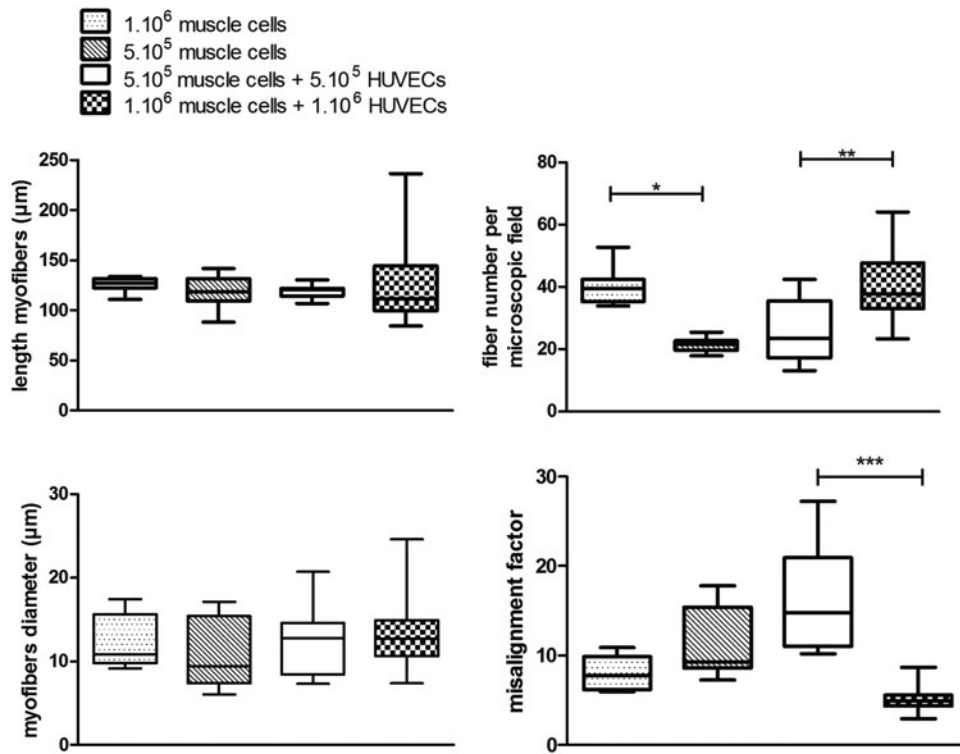 1.10⁶ muscle cells
5.10⁵ muscle cells
5.10⁵ muscle cells + 5.10⁵ HUVECs
1.10⁶ muscle cells + 1.10⁶ HUVECs
length myofibers (µm)
250
200
150
100
50
0
fiber number per
microscopic field
80
60
40
20
0
*
**
myofibers diameter (µm)
30
20
10
0
misalignment factor
30
20
10
0
***